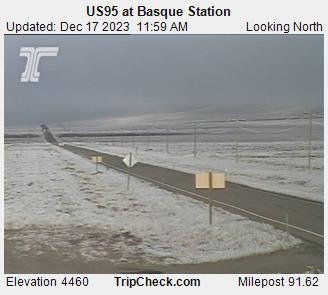 US95 at Basque Station
Updated: Dec 17 2023 11:59 AM Looking North
Elevation 4460 TripCheck.com Milepost 91.62